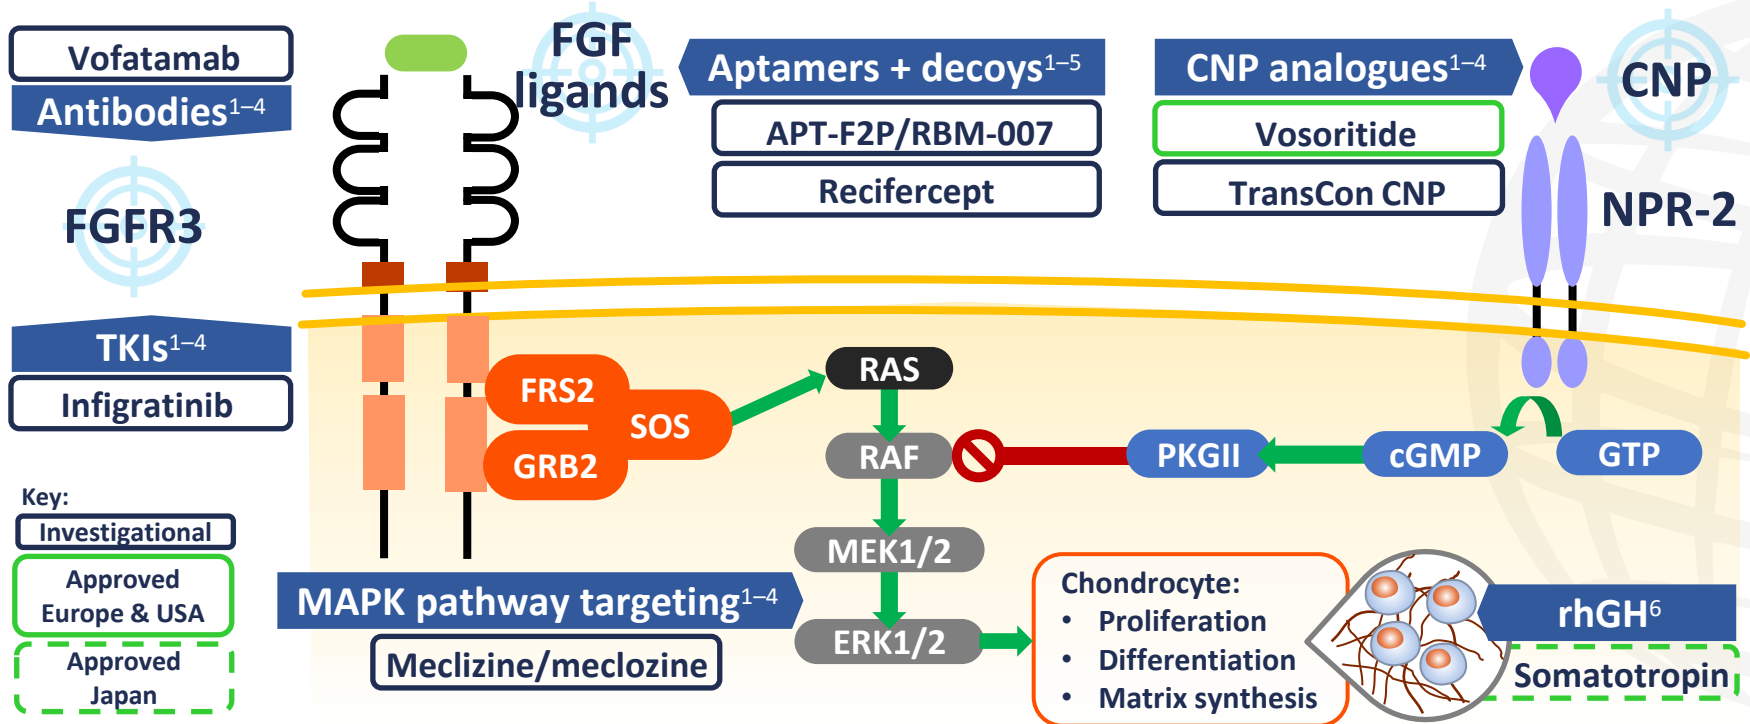 Vofatamab
Antibodies1–4
FGFR3
TKIs1–4
Infigratinib
Key:
Investigational
Approved
Europe & USA
Approved
Japan
FGF
ligands
Aptamers + decoys1–5
APT-F2P/RBM-007
Recifercept
CNP analogues1–4
Vosoritide
TransCon CNP
CNP
NPR-2
FRS2
SOS
GRB2
RAS
RAF
PKGII
cGMP
GTP
MEK1/2
MAPK pathway targeting1–4
Meclizine/meclozine
ERK1/2
Chondrocyte:
• Proliferation
• Differentiation
• Matrix synthesis
rhGH6
Somatotropin